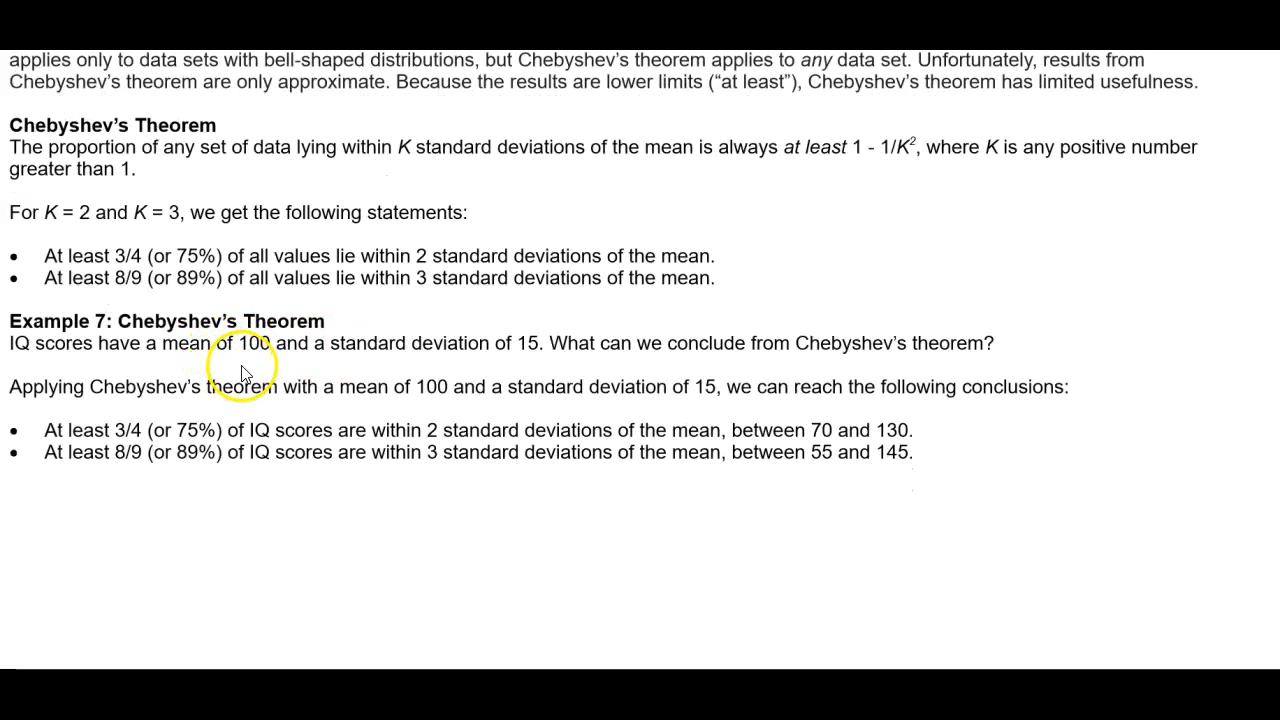 applies only to data sets with bell-shaped distributions, but Chebyshev’s theorem applies to any data set. Unfortunately, results from
Chebyshev’s theorem are only approximate. Because the results are lower limits (“at least”), Chebyshev’s theorem has limited usefulness.
Chebyshev’s Theorem
The proportion of any set of data lying within K standard deviations of the mean is always at least 1 - 1/K², where K is any positive number
greater than 1.
For K = 2 and K = 3, we get the following statements:
• At least 3/4 (or 75%) of all values lie within 2 standard deviations of the mean.
• At least 8/9 (or 89%) of all values lie within 3 standard deviations of the mean.
Example 7: Chebyshev’s Theorem
IQ scores have a mean of 100 and a standard deviation of 15. What can we conclude from Chebyshev’s theorem?
Applying Chebyshev’s theorem with a mean of 100 and a standard deviation of 15, we can reach the following conclusions:
• At least 3/4 (or 75%) of IQ scores are within 2 standard deviations of the mean, between 70 and 130.
• At least 8/9 (or 89%) of IQ scores are within 3 standard deviations of the mean, between 55 and 145.